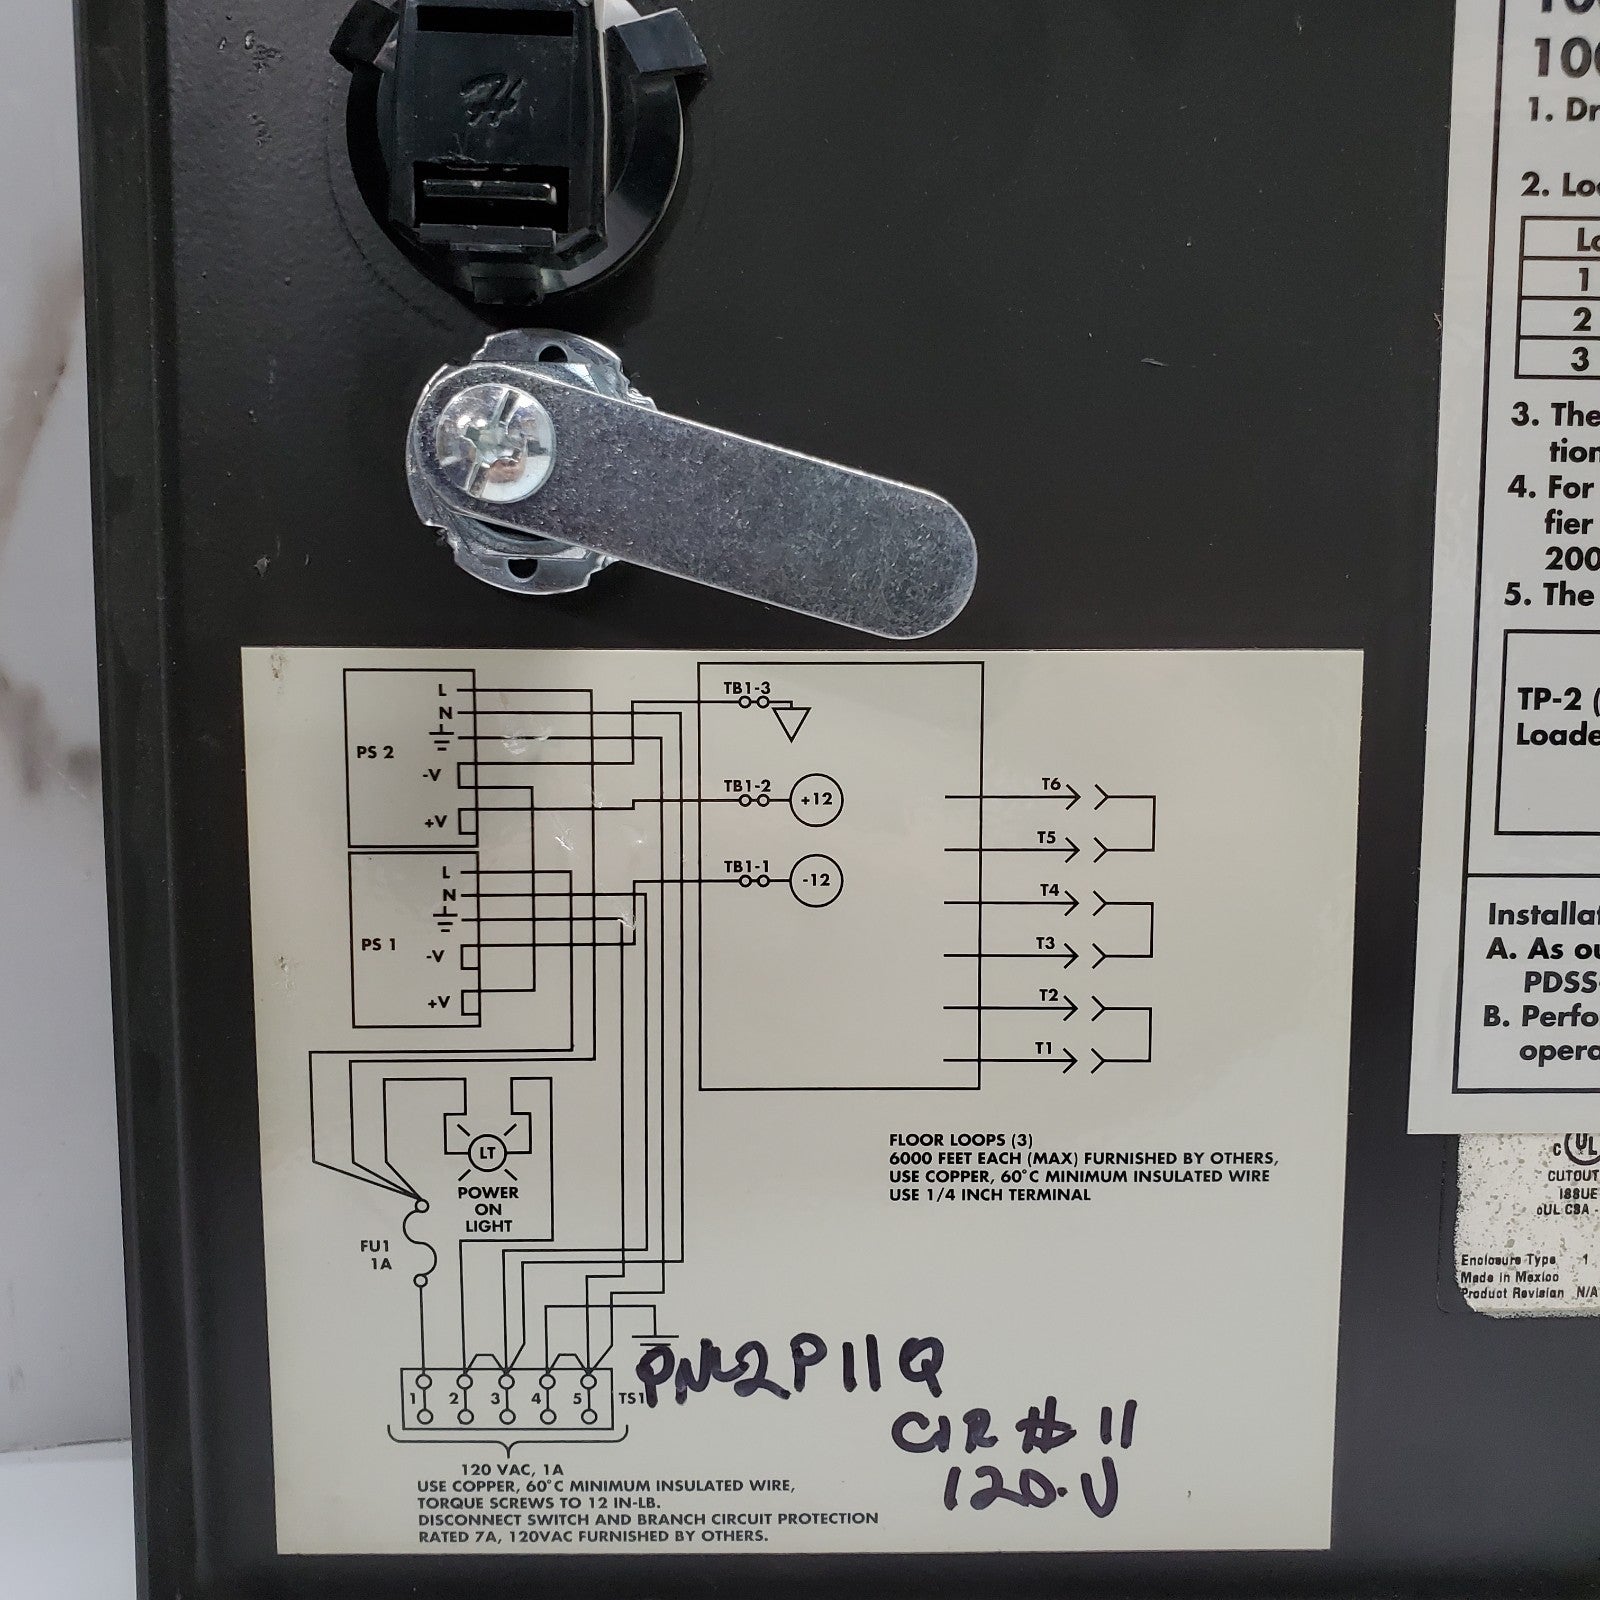 H
L
N
PS 2
-V
+V
L
N
PS 1
-V
+V
TB1-3
TB1-2
+12
TB1-1
-12
T6
T5
T4
T3
T2
T1
LT
POWER
ON
LIGHT
FU1
1A
FLOOR LOOPS (3)
6000 FEET EACH (MAX) FURNISHED BY OTHERS,
USE COPPER, 60°C MINIMUM INSULATED WIRE
USE 1/4 INCH TERMINAL
1 2 3 4 5 TS1
120 VAC, 1A
USE COPPER, 60°C MINIMUM INSULATED WIRE,
TORQUE SCREWS TO 12 IN-LB.
DISCONNECT SWITCH AND BRANCH CIRCUIT PROTECTION
RATED 7A, 120VAC FURNISHED BY OTHERS.
CIR # 11
120.V
100
1. Dr
2. Loo
Lo
1
2
3
3. The
tion
4. For
fier
200
5. The
TP-2 (
Loade
Installat
A. As ou
PDSS-
B. Perfo
opera
c UL
CUTOUT
ISSUE
cUL CSA -
Enclosure Type 1
Made in Mexico
Product Revision N/A